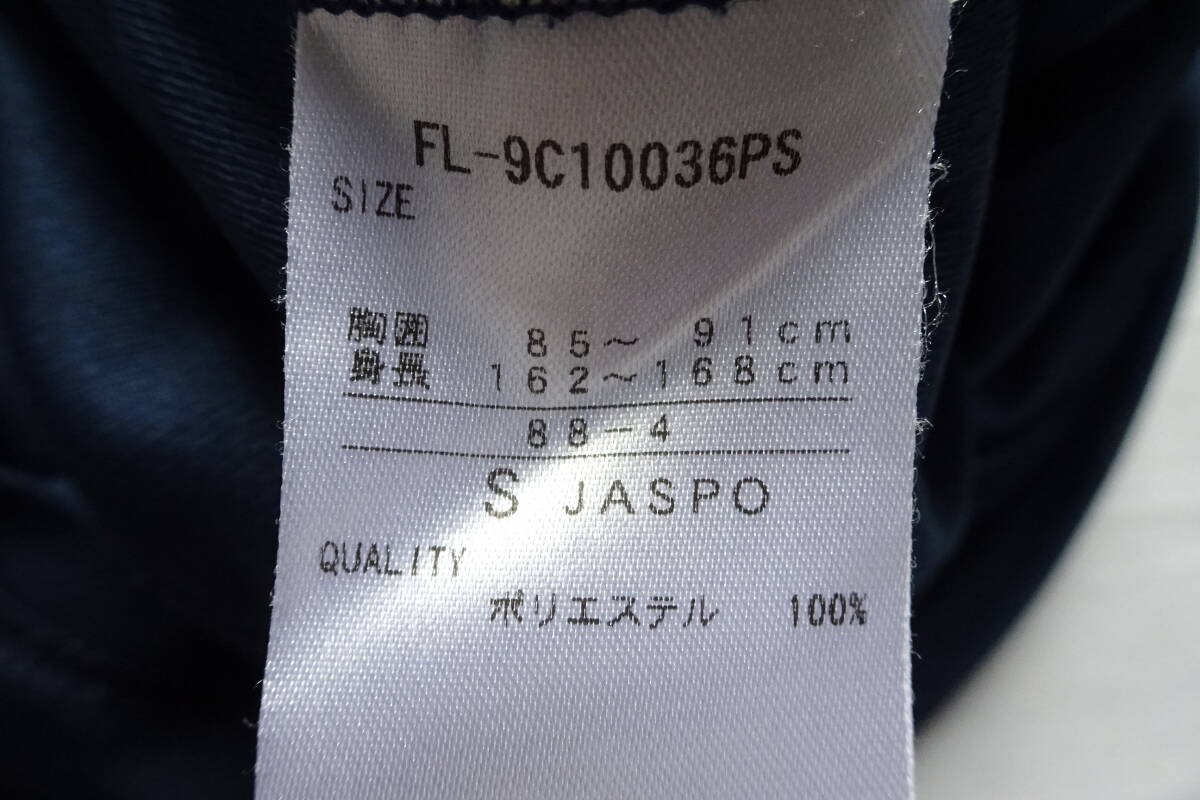 FL-9C10036PS
SIZE
胸囲 85～ 91cm
身長 162～168cm
88－4
S JASPO
QUALITY
ポリエステル 100%